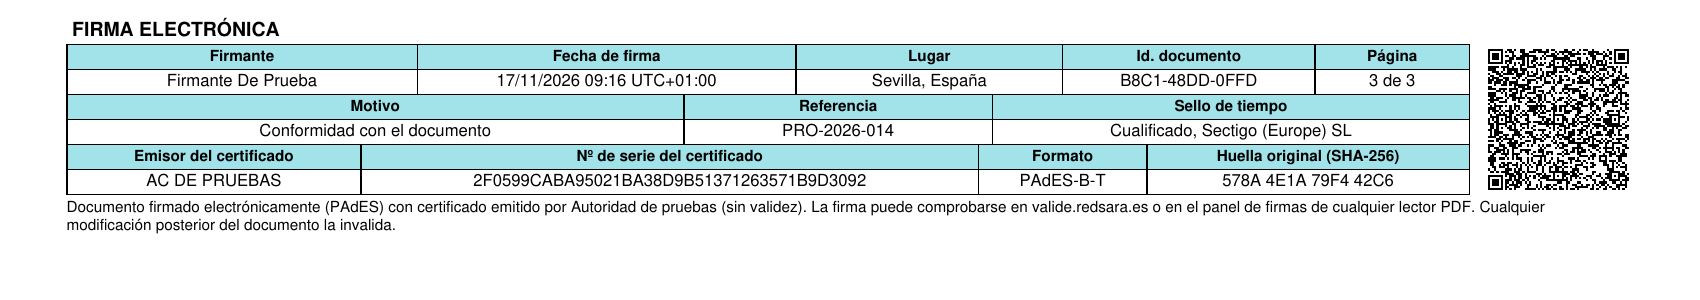 FIRMA ELECTRÓNICA
Firmante Fecha de firma Lugar Id. documento Página
Firmante De Prueba 17/11/2026 09:16 UTC+01:00 Sevilla, España B8C1-48DD-0FFD 3 de 3
Motivo Referencia Sello de tiempo
Conformidad con el documento PRO-2026-014 Cualificado, Sectigo (Europe) SL
Emisor del certificado Nº de serie del certificado Formato Huella original (SHA-256)
AC DE PRUEBAS 2F0599CABA95021BA38D9B51371263571B9D3092 PAdES-B-T 578A 4E1A 79F4 42C6
Documento firmado electrónicamente (PAdES) con certificado emitido por Autoridad de pruebas (sin validez). La firma puede comprobarse en valide.redsara.es o en el panel de firmas de cualquier lector PDF. Cualquier
modificación posterior del documento la invalida.